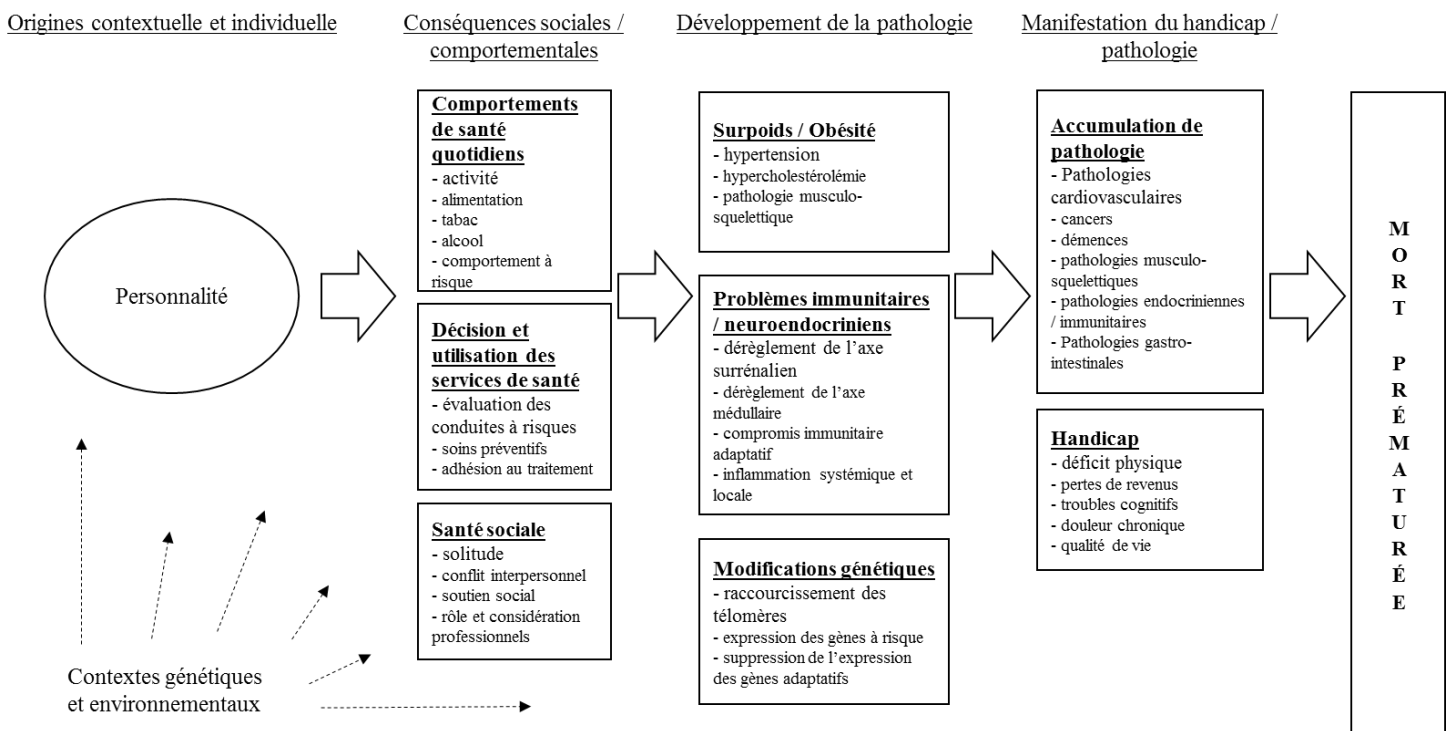 Origines contextuelle et individuelle
Conséquences sociales /
comportementales
Développement de la pathologie
Manifestation du handicap /
pathologie
Personnalité
Contextes génétiques
et environnementaux
Comportements
de santé
quotidiens
- activité
- alimentation
- tabac
- alcool
- comportement à
risque
Décision et
utilisation des
services de santé
- évaluation des
conduites à risques
- soins préventifs
- adhésion au traitement
Santé sociale
- solitude
- conflit interpersonnel
- soutien social
- rôle et considération
professionnels
Surpoids / Obésité
- hypertension
- hypercholestérolémie
- pathologie musculo-
squelettique
Problèmes immunitaires
/ neuroendocriniens
- dérèglement de l’axe
surrénalien
- dérèglement de l’axe
médullaire
- compromis immunitaire
adaptatif
- inflammation systémique et
locale
Modifications génétiques
- raccourcissement des
télomères
- expression des gènes à risque
- suppression de l’expression
des gènes adaptatifs
Accumulation de
pathologie
- Pathologies
cardiovasculaires
- cancers
- démences
- pathologies musculo-
squelettiques
- pathologies endocriniennes
/ immunitaires
- Pathologies gastro-
intestinales
Handicap
- déficit physique
- pertes de revenus
- troubles cognitifs
- douleur chronique
- qualité de vie
MORT PRÉMATURÉE